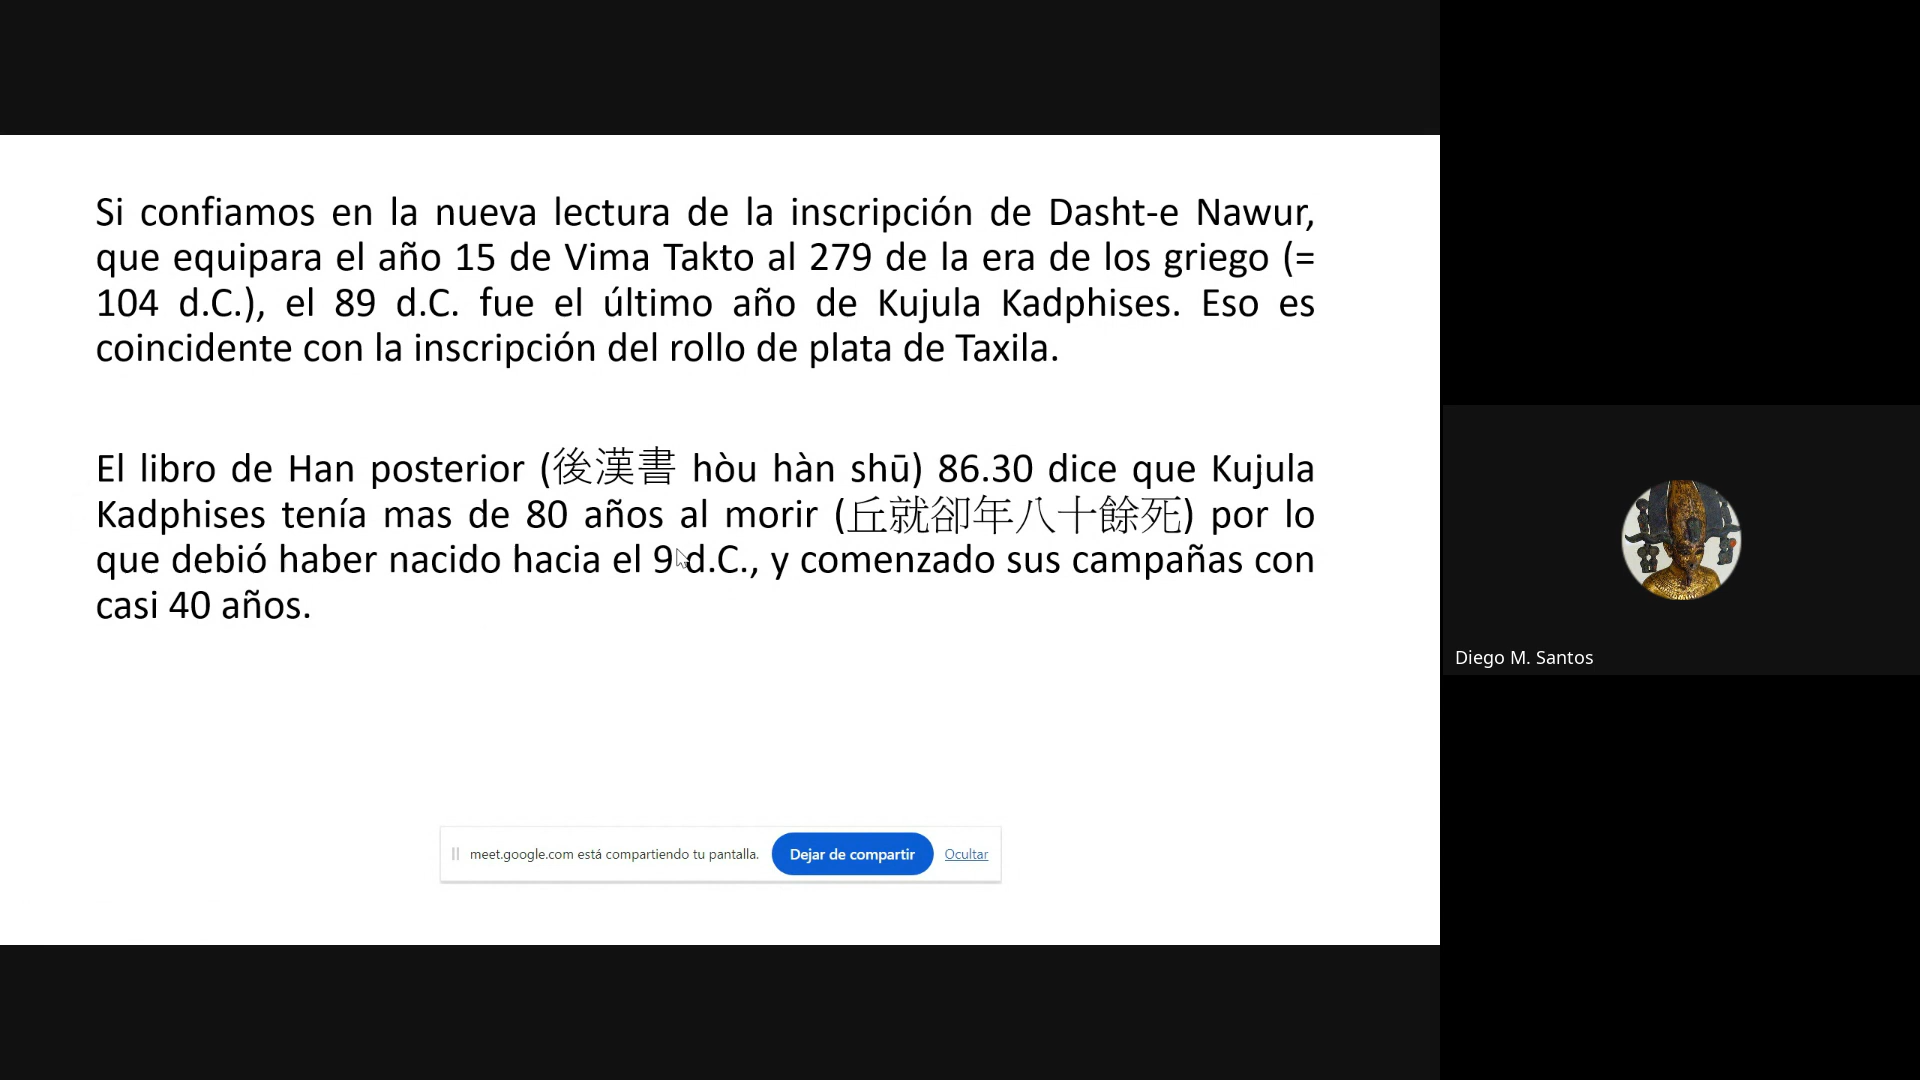 Si confiamos en la nueva lectura de la inscripción de Dasht-e Nawur,
que equipara el año 15 de Vima Takto al 279 de la era de los griego (=
104 d.C.), el 89 d.C. fue el último año de Kujula Kadphises. Eso es
coincidente con la inscripción del rollo de plata de Taxila.
El libro de Han posterior (後漢書 hòu hàn shū) 86.30 dice que Kujula
Kadphises tenía mas de 80 años al morir (丘就卻年八十餘死) por lo
que debió haber nacido hacia el 9 d.C., y comenzado sus campañas con
casi 40 años.
meet.google.com está compartiendo tu pantalla. Dejar de compartir Ocultar
Diego M. Santos